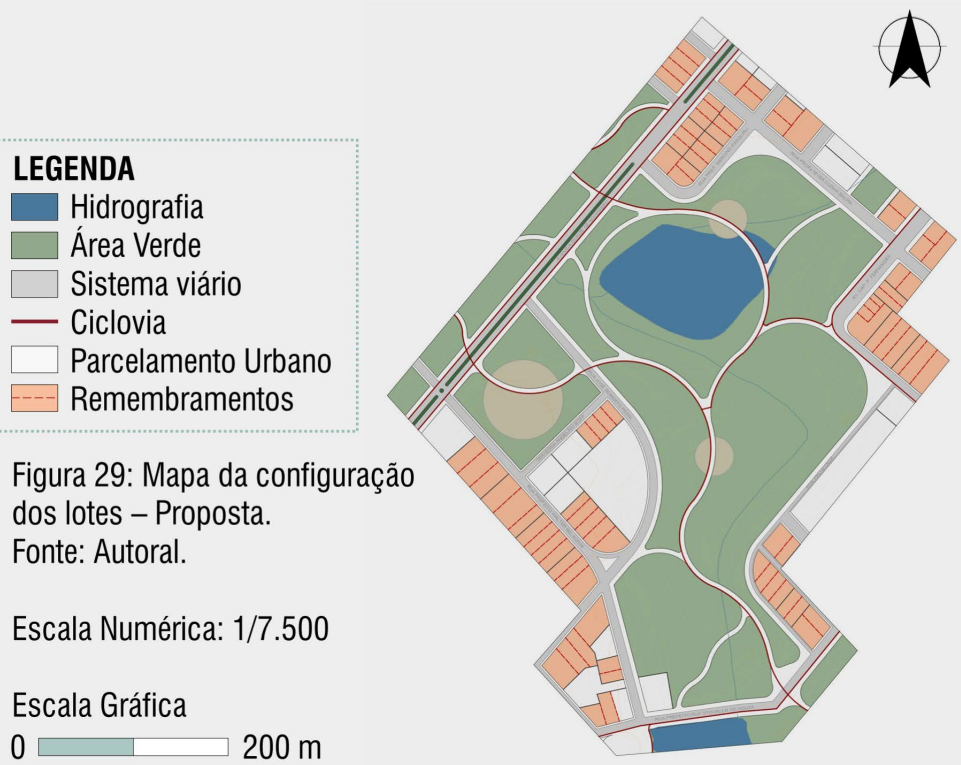 LEGENDA
Hidrografia
Área Verde
Sistema viário
Ciclovia
Parcelamento Urbano
Remembramentos
Figura 29: Mapa da configuração
dos lotes – Proposta.
Fonte: Autoral.
Escala Numérica: 1/7.500
Escala Gráfica
0 200 m